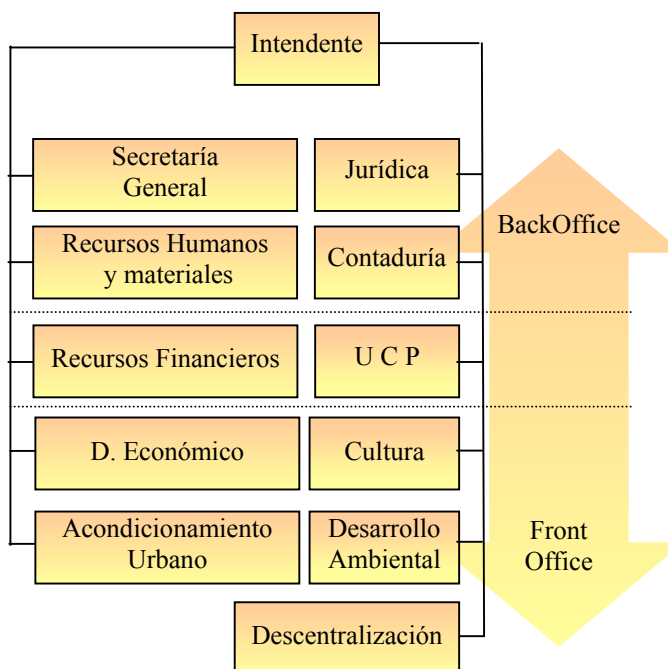 Intendente
Secretaría
General
Jurídica
BackOffice
Recursos Humanos
y materiales
Contaduría
Recursos Financieros
U C P
D. Económico
Cultura
Acondicionamiento
Urbano
Desarrollo
Ambiental
Front
Office
Descentralización